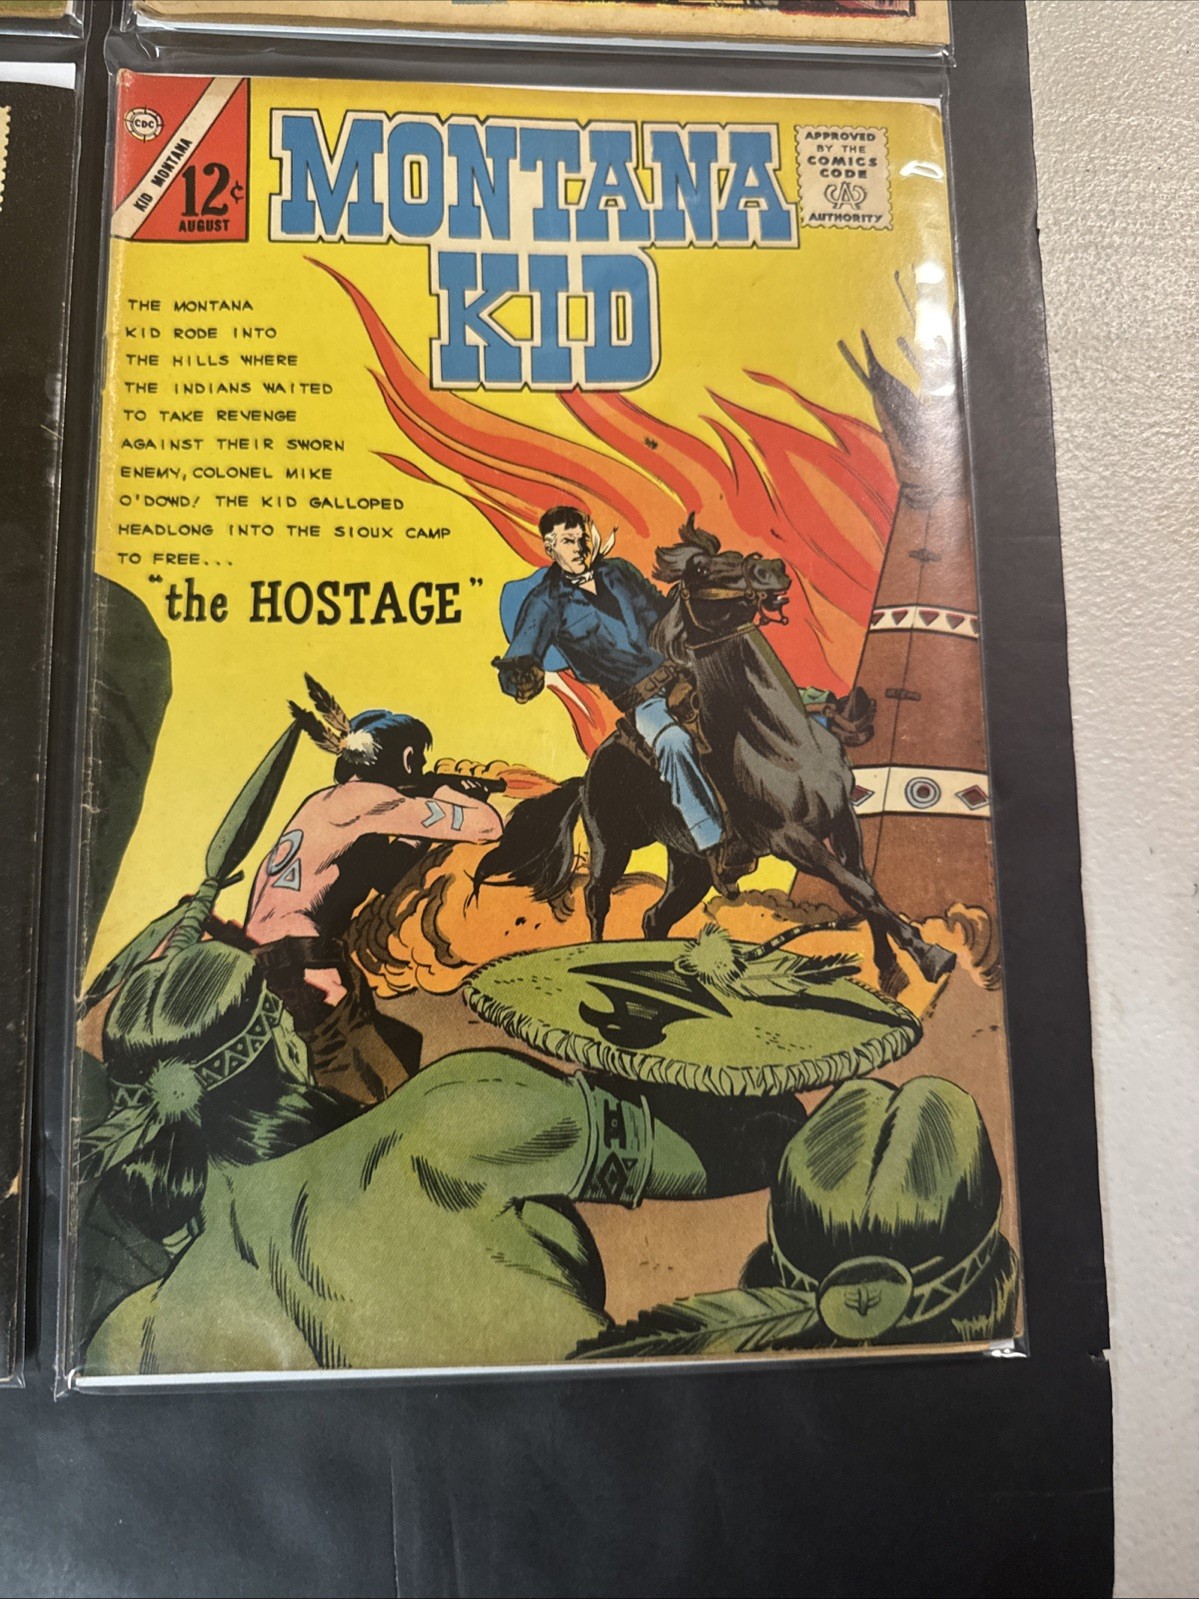 CDC
KID MONTANA
12¢
AUGUST
MONTANA
KID
APPROVED
BY THE
COMICS
CODE
CA
AUTHORITY
THE MONTANA
KID RODE INTO
THE HILLS WHERE
THE INDIANS WAITED
TO TAKE REVENGE
AGAINST THEIR SWORN
ENEMY, COLONEL MIKE
O'DOWD! THE KID GALLOPED
HEADLONG INTO THE SIOUX CAMP
TO FREE...
"the HOSTAGE"